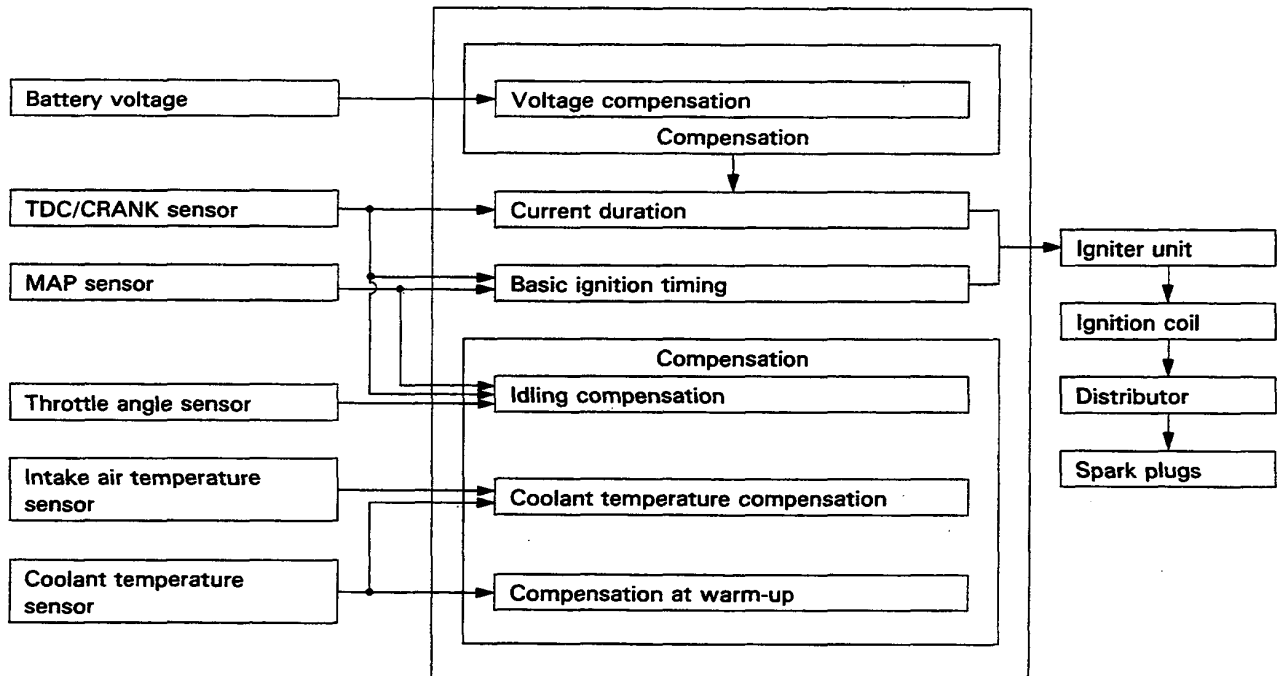 Battery voltage
TDC/CRANK sensor
MAP sensor
Throttle angle sensor
Intake air temperature
sensor
Coolant temperature
sensor
Voltage compensation
Compensation
Current duration
Basic ignition timing
Compensation
Idling compensation
Coolant temperature compensation
Compensation at warm-up
Igniter unit
Ignition coil
Distributor
Spark plugs